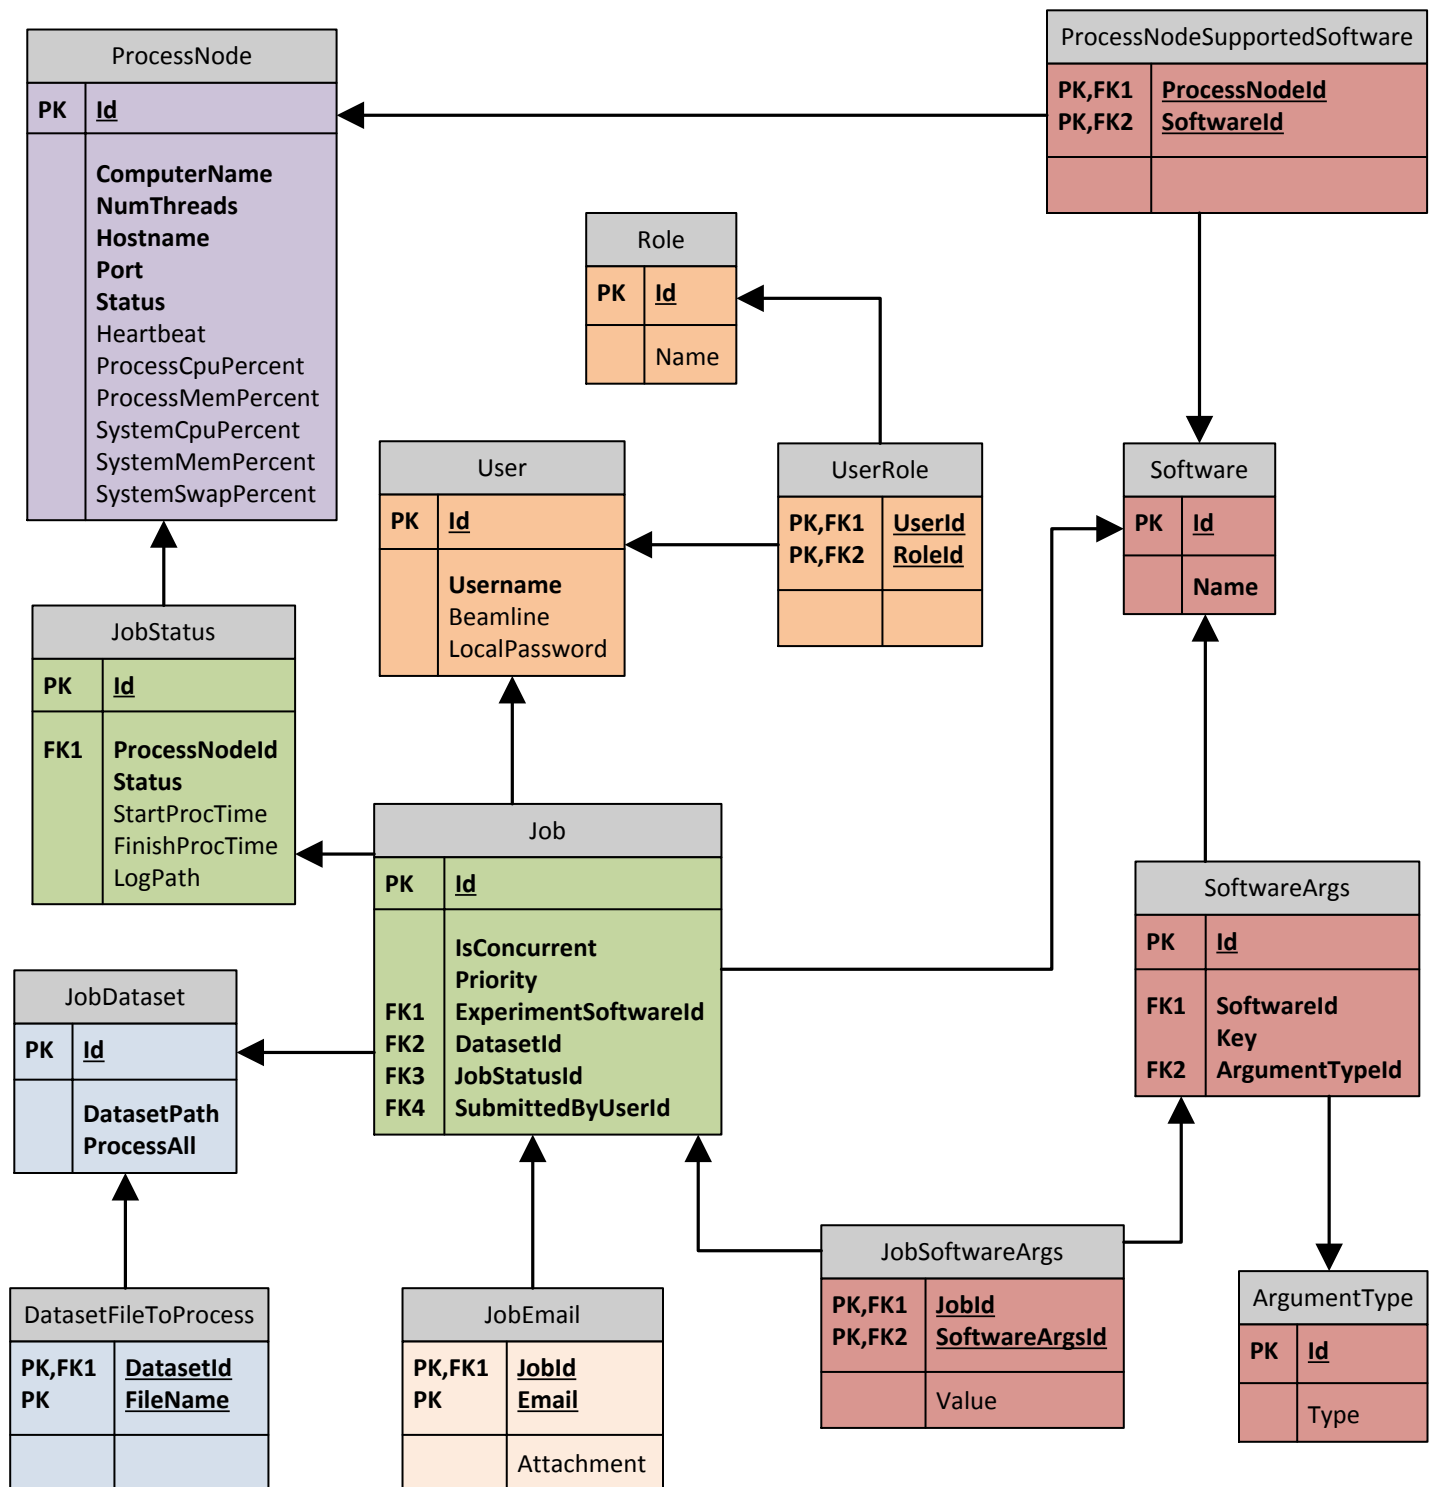 ProcessNode
PK Id
ComputerName
NumThreads
Hostname
Port
Status
Heartbeat
ProcessCpuPercent
ProcessMemPercent
SystemCpuPercent
SystemMemPercent
SystemSwapPercent
ProcessNodeSupportedSoftware
PK,FK1 ProcessNodeId
PK,FK2 SoftwareId
Role
PK Id
Name
User
PK Id
Username
Beamline
LocalPassword
UserRole
PK,FK1 UserId
PK,FK2 RoleId
Software
PK Id
Name
JobStatus
PK Id
FK1 ProcessNodeId
Status
StartProcTime
FinishProcTime
LogPath
Job
PK Id
IsConcurrent
Priority
FK1 ExperimentSoftwareId
FK2 DatasetId
FK3 JobStatusId
FK4 SubmittedByUserId
SoftwareArgs
PK Id
FK1 SoftwareId
Key
FK2 ArgumentTypeId
JobDataset
PK Id
DatasetPath
ProcessAll
DatasetFileToProcess
PK,FK1 DatasetId
PK FileName
JobEmail
PK,FK1 JobId
PK Email
Attachment
JobSoftwareArgs
PK,FK1 JobId
PK,FK2 SoftwareArgsId
Value
ArgumentType
PK Id
Type